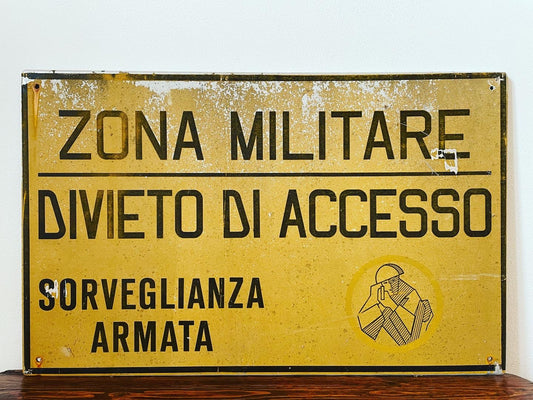 ZONA MILITARE
DIVIETO DI ACCESSO
SORVEGLIANZA
ARMATA